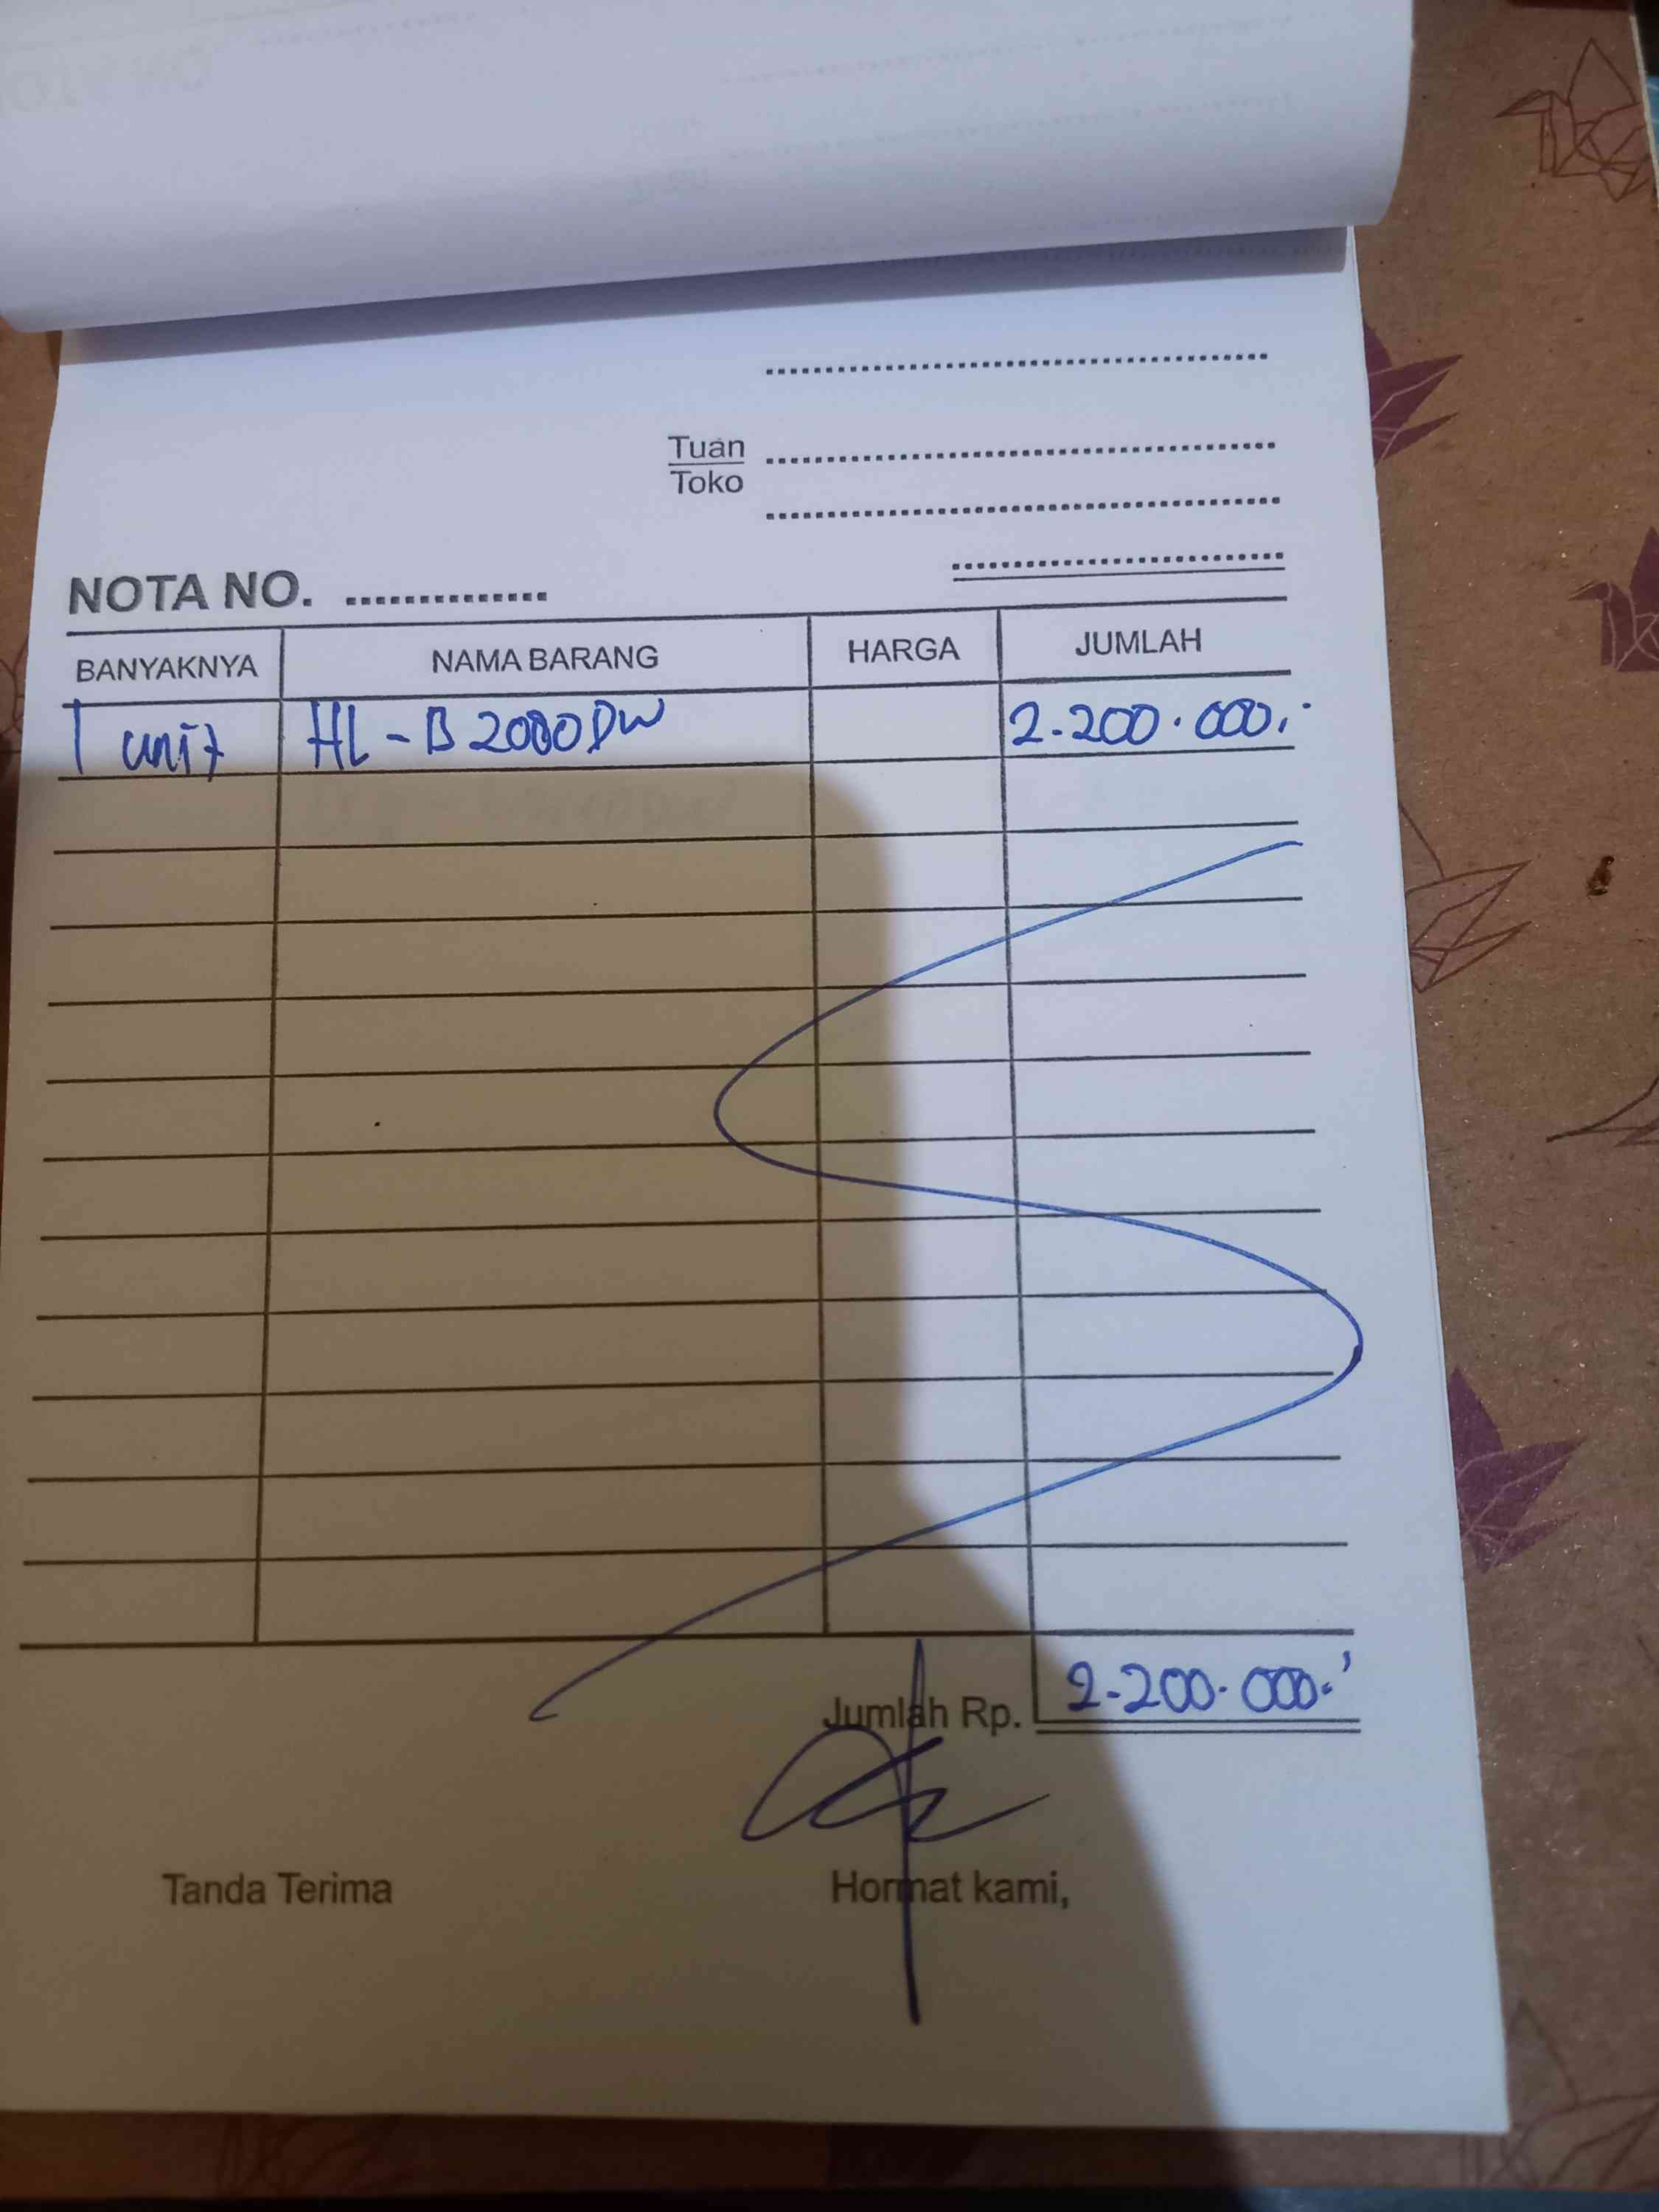 Tuan
Toko
NOTA NO.
BANYAKNYA NAMA BARANG HARGA JUMLAH
1 unit HL-B2080DW 2.200.000,-
Jumlah Rp. 2.200.000,-
Tanda Terima Hormat kami,